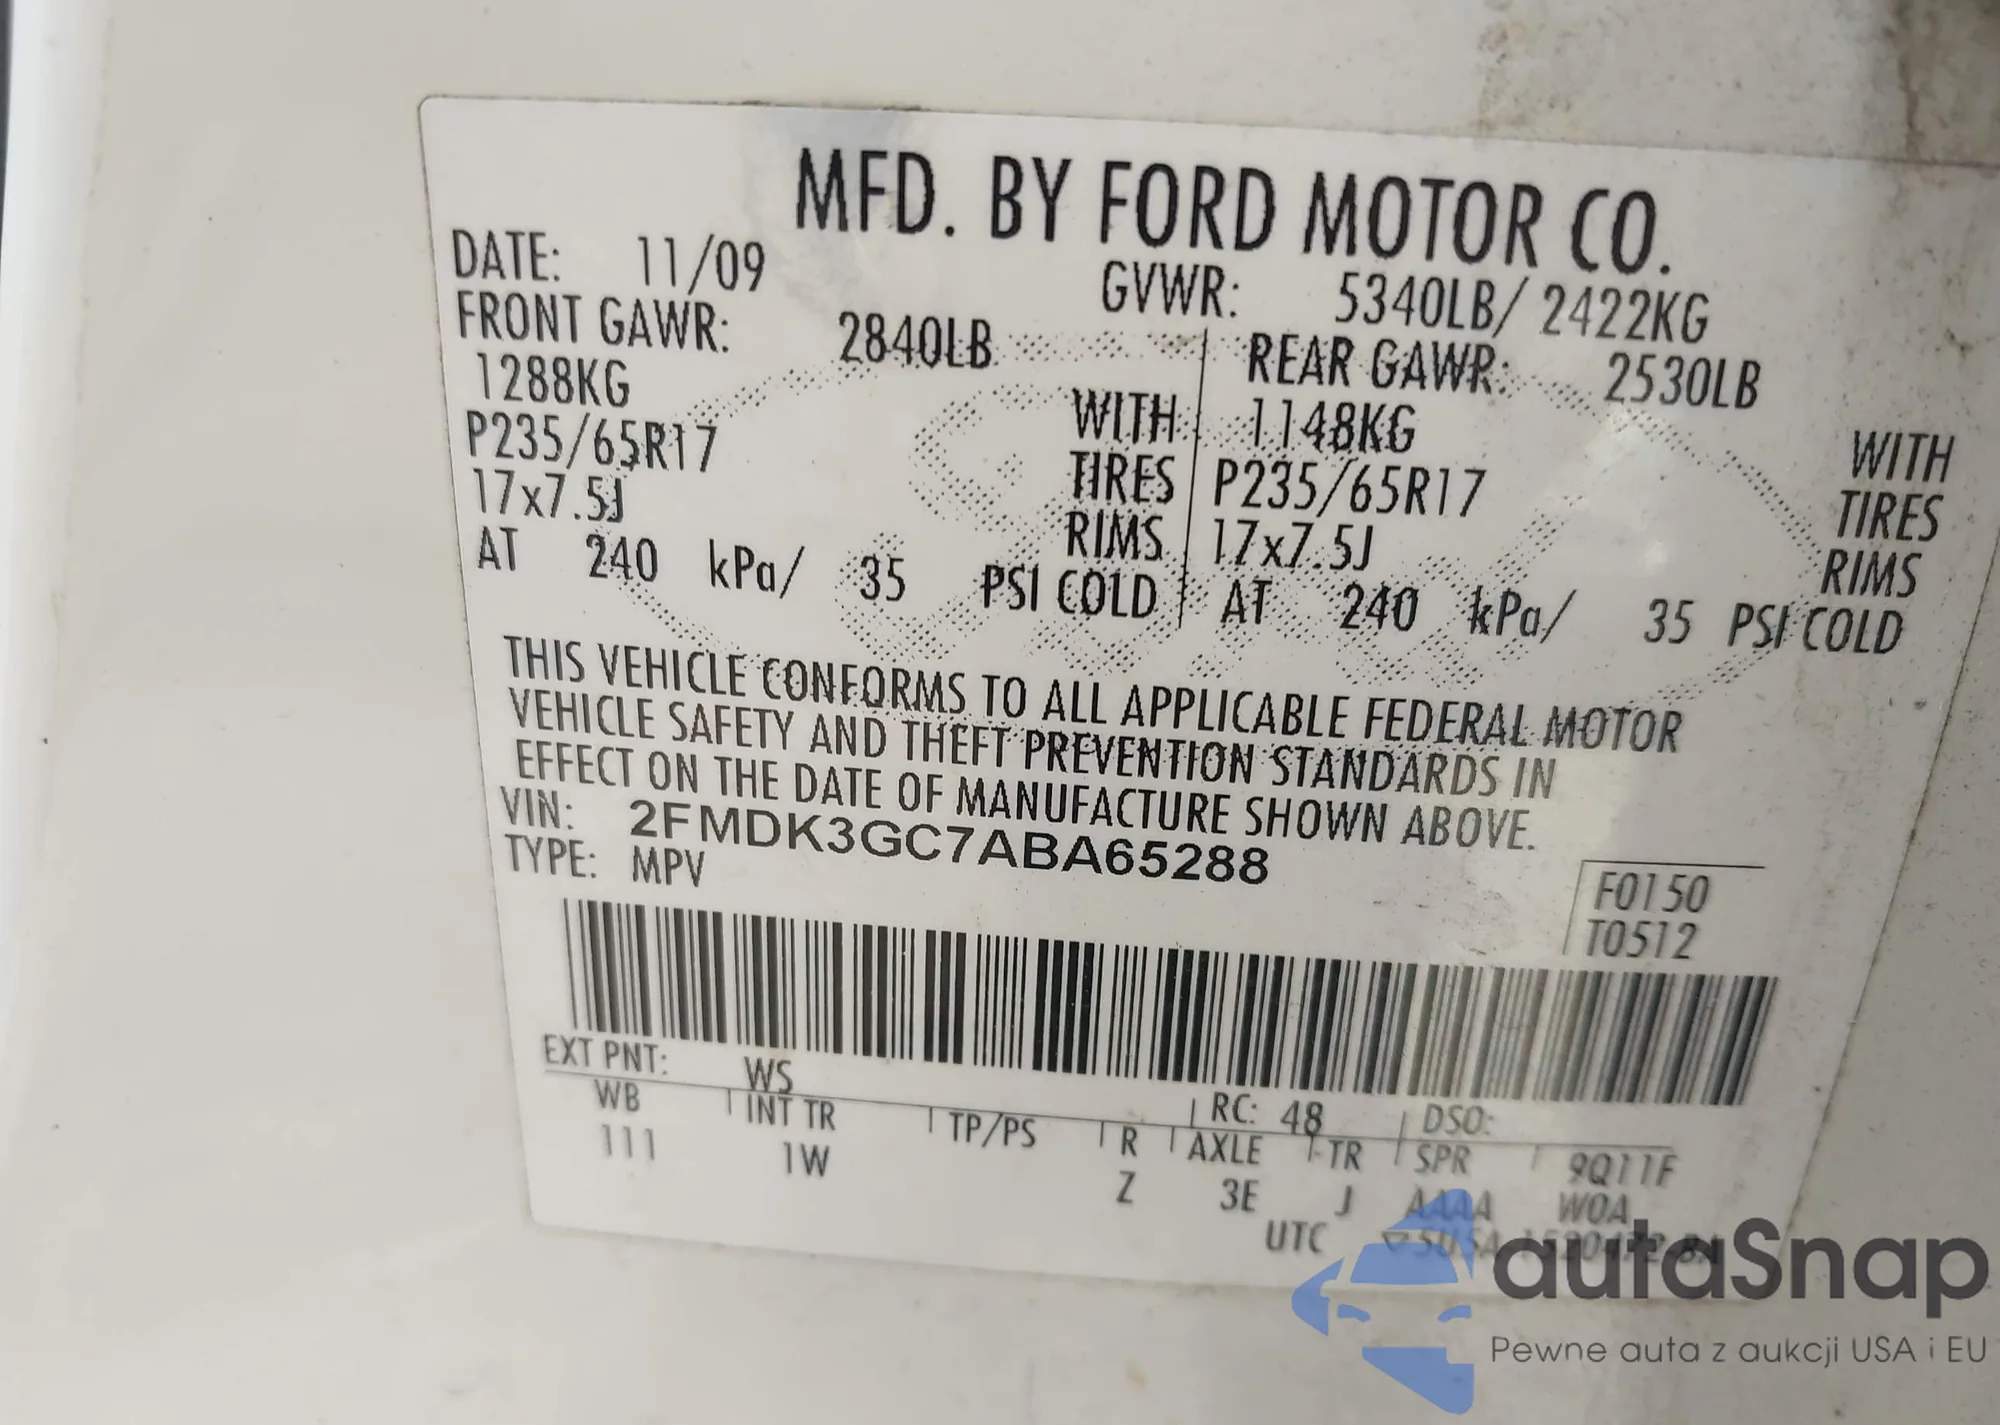 MFD. BY FORD MOTOR CO.
DATE: 11/09 GVWR: 5340LB/ 2422KG
FRONT GAWR: 2840LB REAR GAWR: 2530LB
1288KG WITH 1148KG WITH
P235/65R17 TIRES P235/65R17 TIRES
17x7.5J RIMS 17x7.5J RIMS
AT 240 kPa/ 35 PSI COLD AT 240 kPa/ 35 PSI COLD
THIS VEHICLE CONFORMS TO ALL APPLICABLE FEDERAL MOTOR
VEHICLE SAFETY AND THEFT PREVENTION STANDARDS IN
EFFECT ON THE DATE OF MANUFACTURE SHOWN ABOVE.
VIN: 2FMDK3GC7ABA65288
TYPE: MPV
F0150
T0512
EXT PNT: WS RC: 48 DSO:
WB INT TR TP/PS R AXLE TR SPR 9Q11F
111 1W Z 3E J AAAA WOA
UTC
autaSnap
Pewne auta z aukcji USA i EU